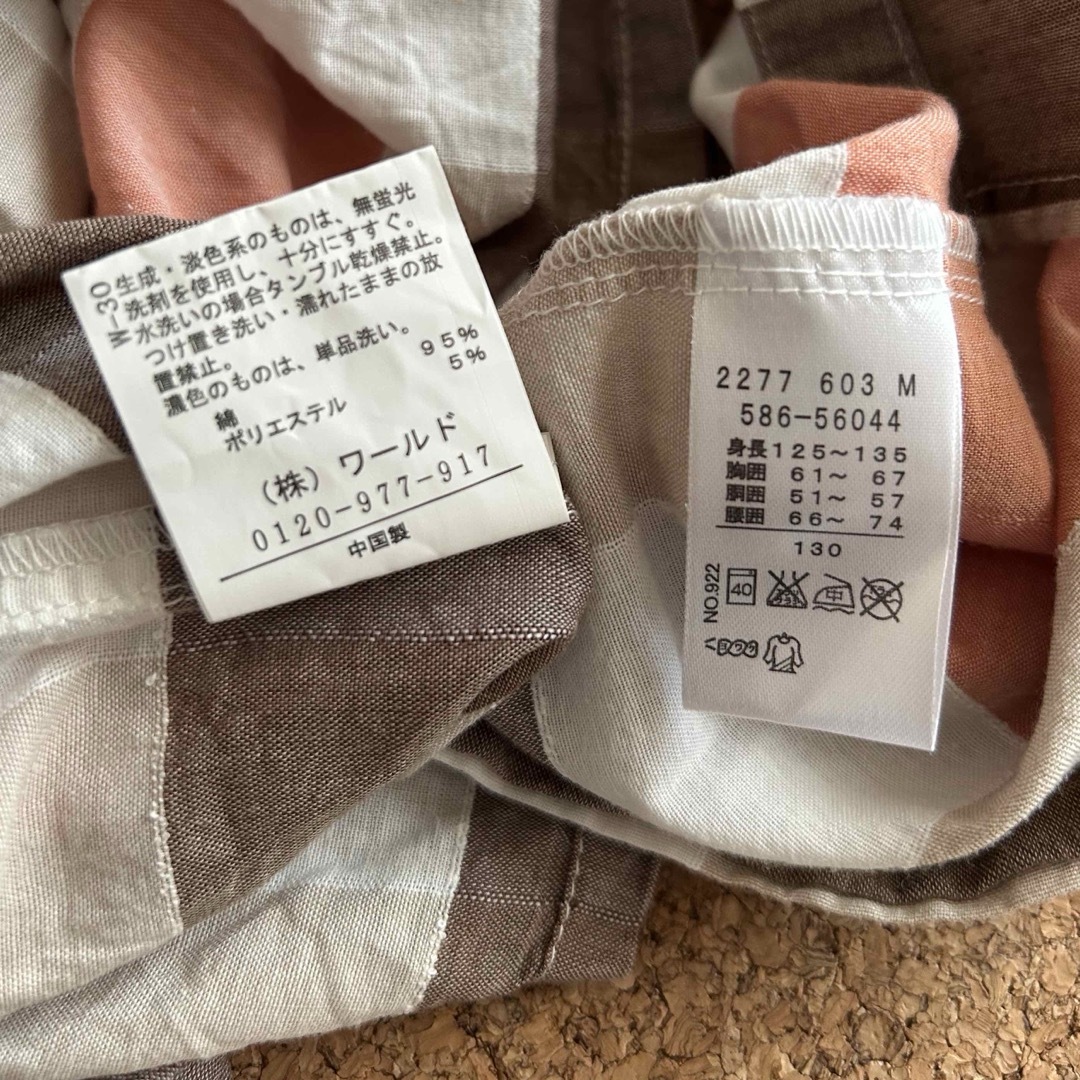 W-30
生成・淡色系のものは、無蛍光
洗剤を使用し、十分にすすぐ。
水洗いの場合タンブル乾燥禁止。
つけ置き洗い・濡れたままの放
置禁止。
濃色のものは、単品洗い。
綿 95%
ポリエステル 5%
(株) ワールド
0120-977-917
中国製
2277 603 M
586-56044
身長125～135
胸囲 61～ 67
胴囲 51～ 57
腰囲 66～ 74
130
NO.922
40
中